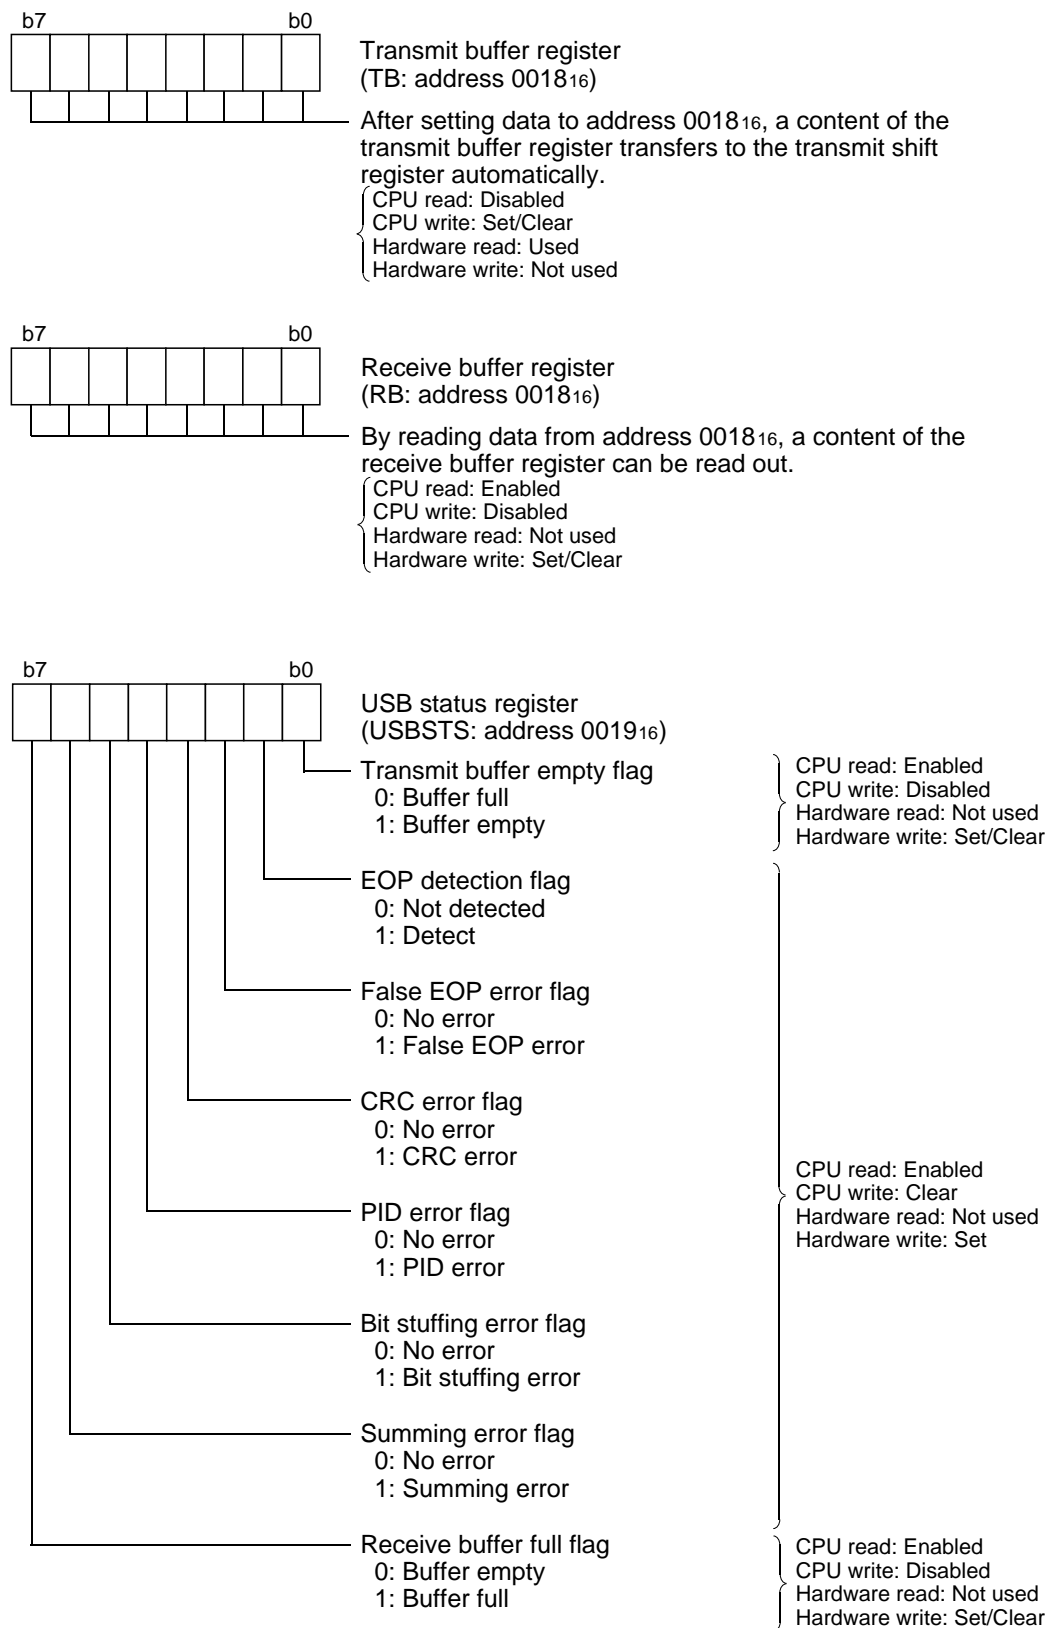 b7 b0
Transmit buffer register
(TB: address 0018₁₆)
After setting data to address 0018₁₆, a content of the
transmit buffer register transfers to the transmit shift
register automatically.
CPU read: Disabled
CPU write: Set/Clear
Hardware read: Used
Hardware write: Not used
b7 b0
Receive buffer register
(RB: address 0018₁₆)
By reading data from address 0018₁₆, a content of the
receive buffer register can be read out.
CPU read: Enabled
CPU write: Disabled
Hardware read: Not used
Hardware write: Set/Clear
b7 b0
USB status register
(USBSTS: address 0019₁₆)
Transmit buffer empty flag
0: Buffer full
1: Buffer empty
CPU read: Enabled
CPU write: Disabled
Hardware read: Not used
Hardware write: Set/Clear
EOP detection flag
0: Not detected
1: Detect
False EOP error flag
0: No error
1: False EOP error
CRC error flag
0: No error
1: CRC error
PID error flag
0: No error
1: PID error
Bit stuffing error flag
0: No error
1: Bit stuffing error
Summing error flag
0: No error
1: Summing error
CPU read: Enabled
CPU write: Clear
Hardware read: Not used
Hardware write: Set
Receive buffer full flag
0: Buffer empty
1: Buffer full
CPU read: Enabled
CPU write: Disabled
Hardware read: Not used
Hardware write: Set/Clear